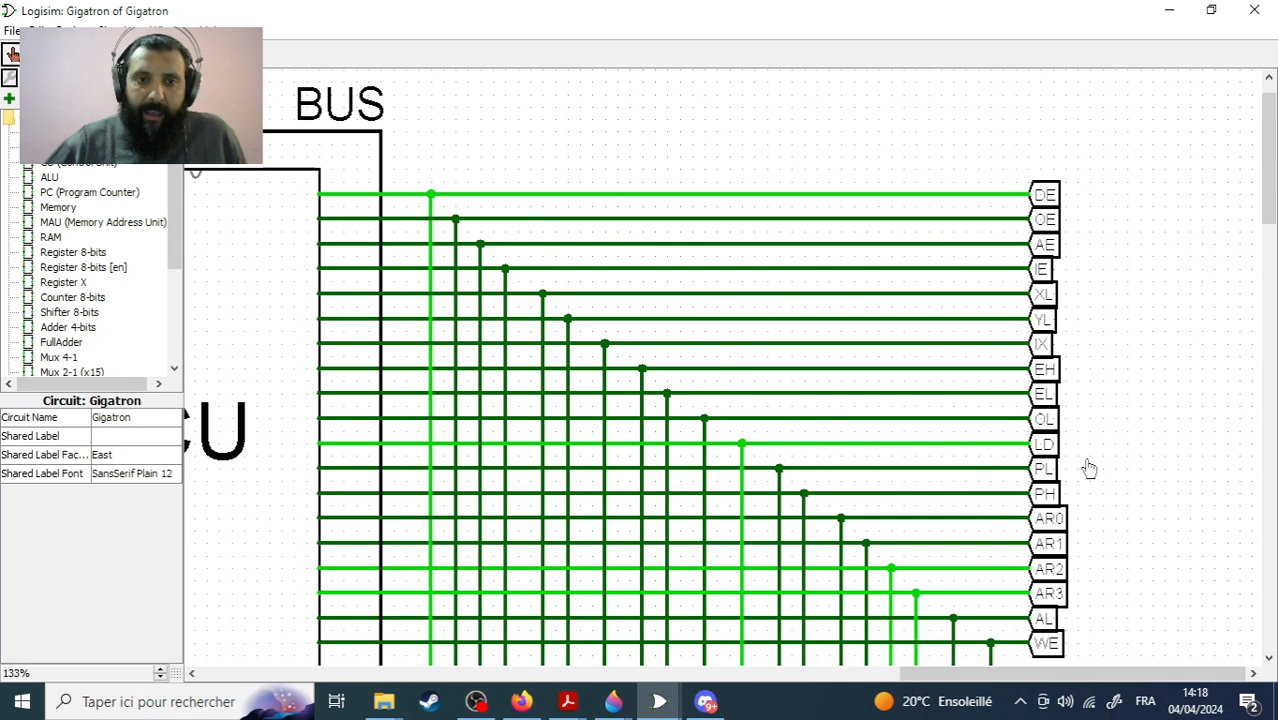 Logisim: Gigatron of Gigatron
File
BUS
CU
ALU
PC (Program Counter)
Memory
MAU (Memory Address Unit)
RAM
Register 8-bits
Register 8-bits [en]
Register X
Counter 8-bits
Shifter 8-bits
Adder 4-bits
FullAdder
Mux 4-1
Mux 2-1 (x15)
Circuit: Gigatron
Circuit Name Gigatron
Shared Label
Shared Label Fac... East
Shared Label Font SansSerif Plain 12
133%
DE
OE
AE
IE
XL
YL
IX
EH
EL
OL
LD
PL
PH
AR0
AR1
AR2
AR3
AL
WE
Taper ici pour rechercher
9+
20°C Ensoleillé
FRA
14:18
04/04/2024
2